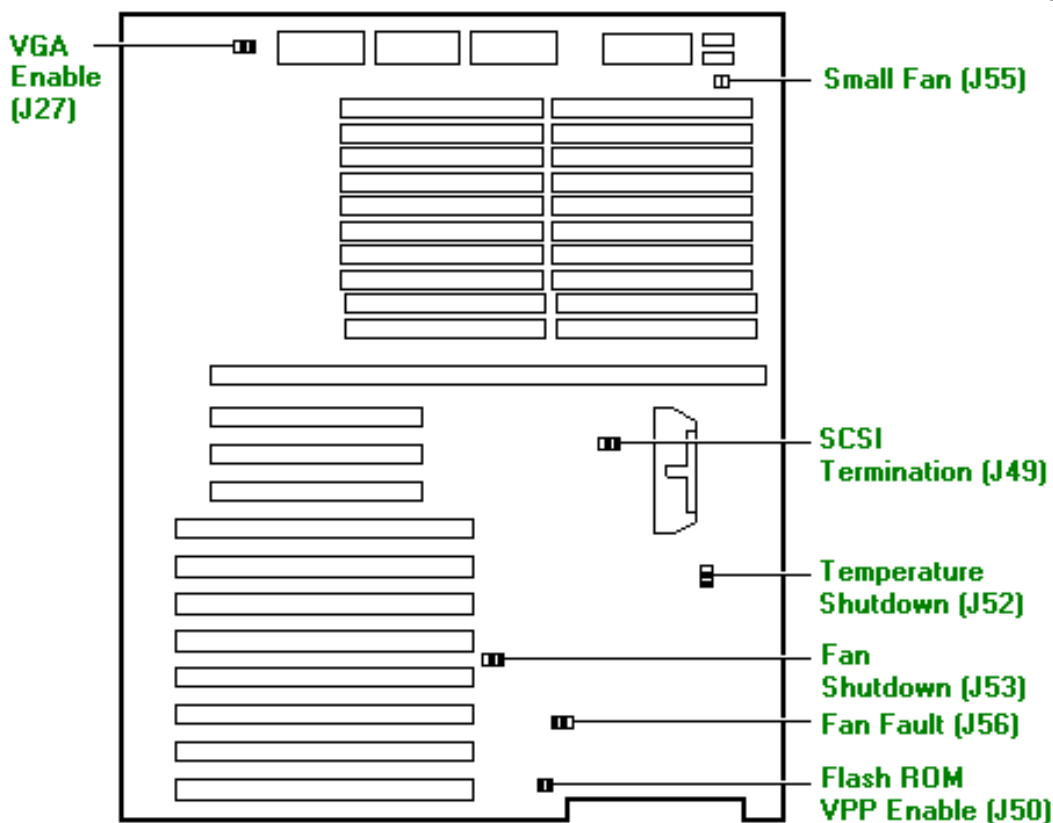 VGA
Enable
(J27)
Small Fan (J55)
SCSI
Termination (J49)
Temperature
Shutdown (J52)
Fan
Shutdown (J53)
Fan Fault (J56)
Flash ROM
VPP Enable (J50)